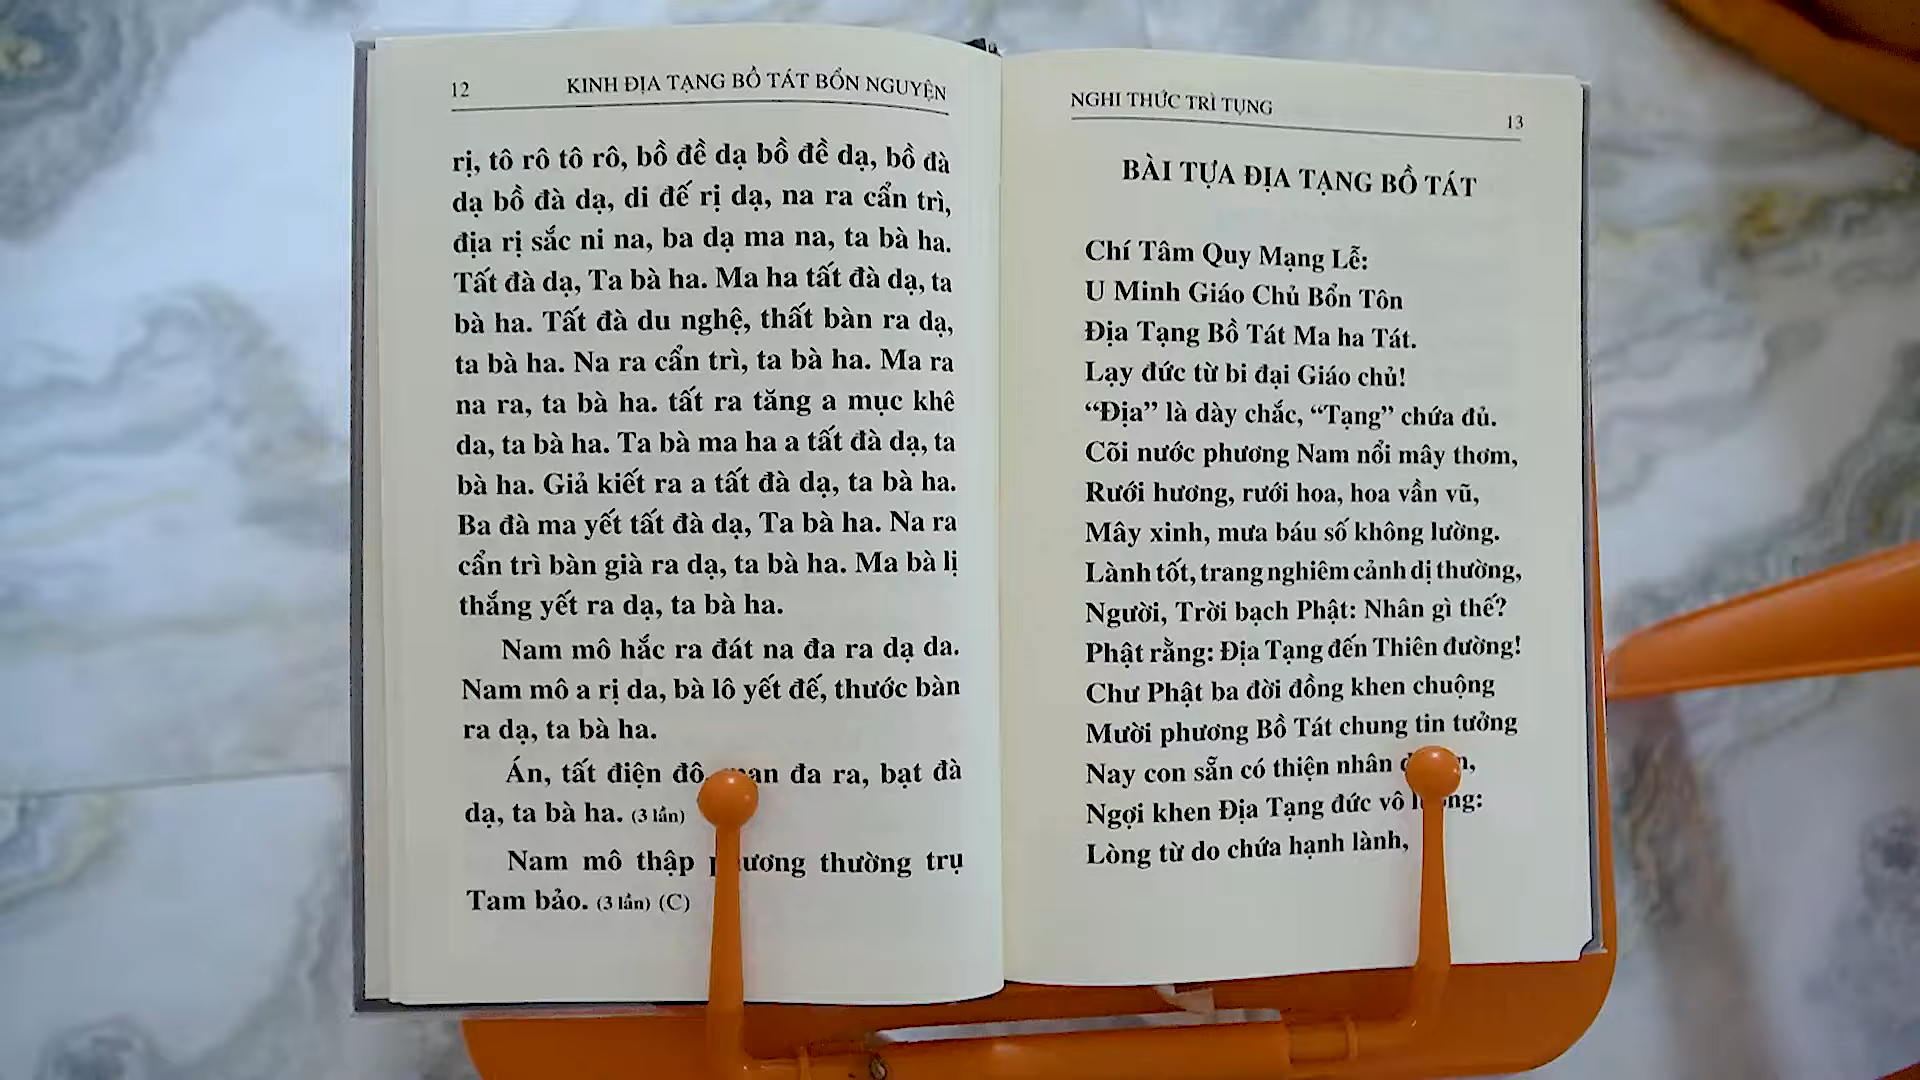 12
KINH ĐỊA TẠNG BỒ TÁT BỔN NGUYỆN
rị, tô rô tô rô, bồ đề dạ bồ đề dạ, bồ đà
dạ bồ đà dạ, di đế rị dạ, na ra cẩn trì,
địa rị sắc ni na, ba dạ ma na, ta bà ha.
Tất đà dạ, Ta bà ha. Ma ha tất đà dạ, ta
bà ha. Tất đà du nghệ, thất bàn ra dạ,
ta bà ha. Na ra cẩn trì, ta bà ha. Ma ra
na ra, ta bà ha. tất ra tăng a mục khê
da, ta bà ha. Ta bà ma ha a tất đà dạ, ta
bà ha. Giả kiết ra a tất đà dạ, ta bà ha.
Ba đà ma yết tất đà dạ, Ta bà ha. Na ra
cẩn trì bàn già ra dạ, ta bà ha. Ma bà lị
thắng yết ra dạ, ta bà ha.
Nam mô hắc ra đát na đa ra dạ da.
Nam mô a rị da, bà lô yết đế, thước bàn
ra dạ, ta bà ha.
Án, tất điện đô đa ra, bạt đà
dạ, ta bà ha. (3 lần)
Nam mô thập thường trụ
Tam bảo. (3 lần) (C)
NGHI THỨC TRÌ TỤNG
13
BÀI TỰA ĐỊA TẠNG BỒ TÁT
Chí Tâm Quy Mạng Lễ:
U Minh Giáo Chủ Bổn Tôn
Địa Tạng Bồ Tát Ma ha Tát.
Lạy đức từ bi đại Giáo chủ!
“Địa” là dày chắc, “Tạng” chứa đủ.
Cõi nước phương Nam nổi mây thơm,
Rưới hương, rưới hoa, hoa vần vũ,
Mây xinh, mưa báu số không lường.
Lành tốt, trang nghiêm cảnh dị thường,
Người, Trời bạch Phật: Nhân gì thế?
Phật rằng: Địa Tạng đến Thiên đường!
Chư Phật ba đời đồng khen chuộng
Mười phương Bồ Tát chung tin tưởng
Nay con sẵn có thiện nhân
Ngợi khen Địa Tạng đức vô
Lòng từ do chứa hạnh lành,